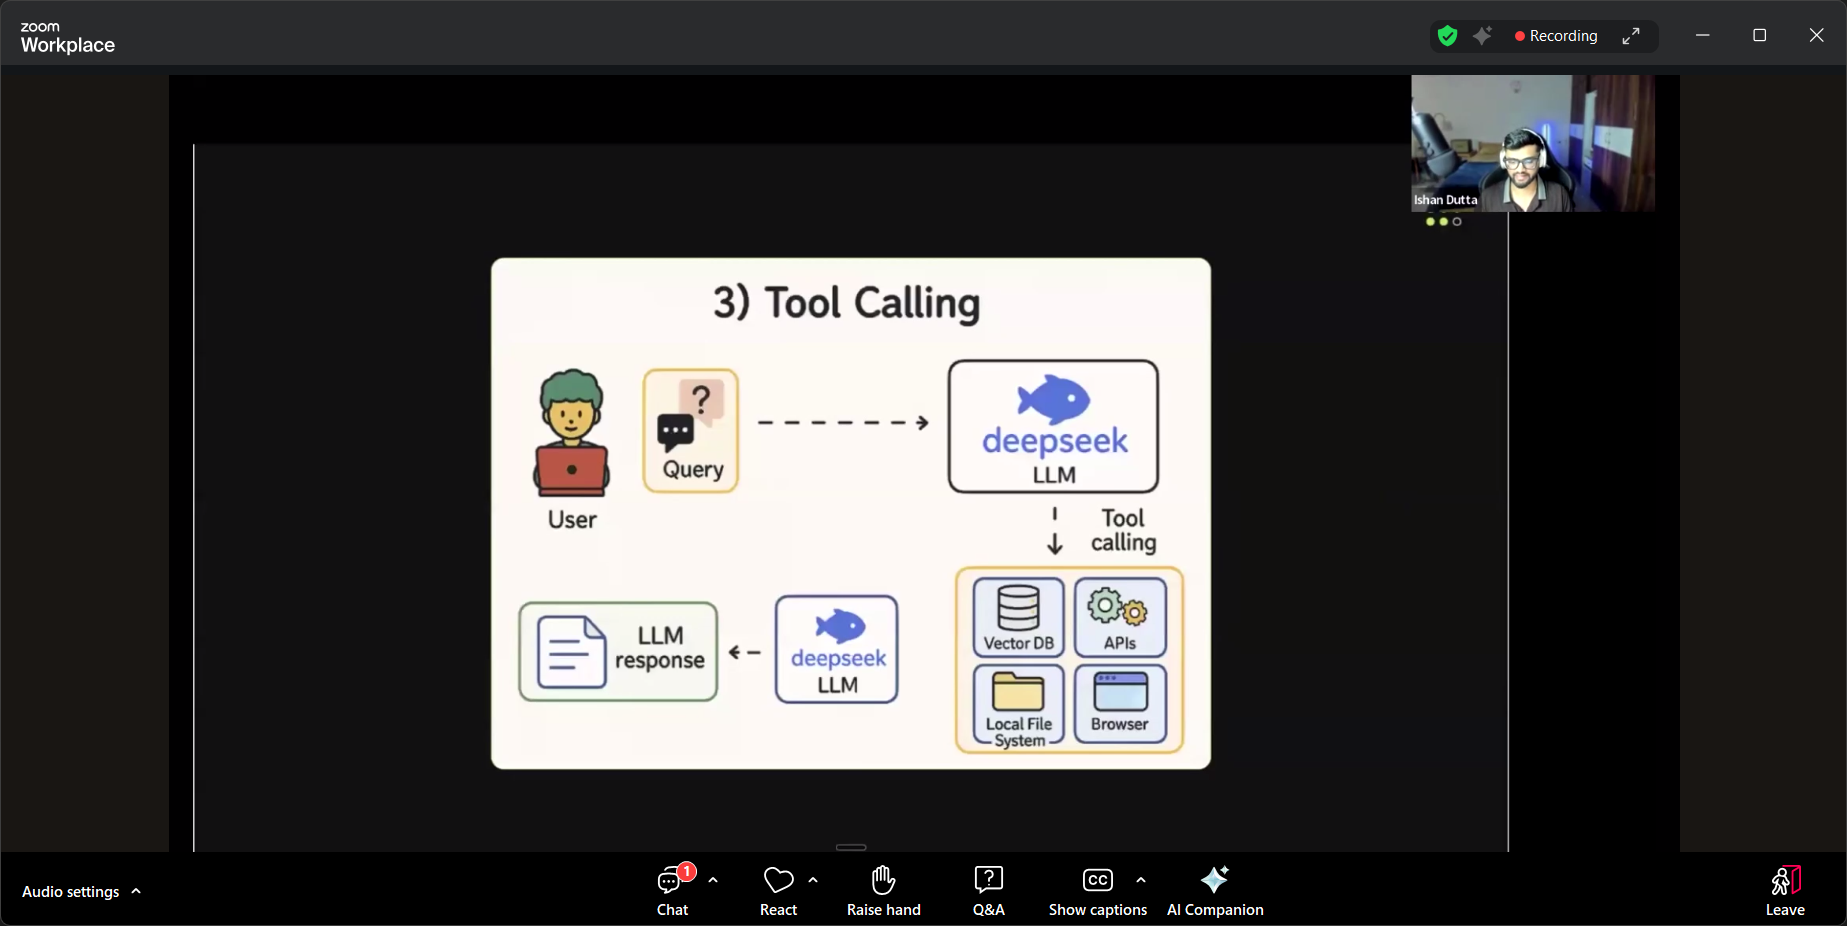 zoom
Workplace
Recording
Ishan Dutta
3) Tool Calling
?
Query
User
deepseek
LLM
Tool
calling
Vector DB
APIs
Local File
System
Browser
deepseek
LLM
LLM
response
Audio settings
1
Chat
React
Raise hand
?
Q&A
CC
Show captions
AI Companion
Leave